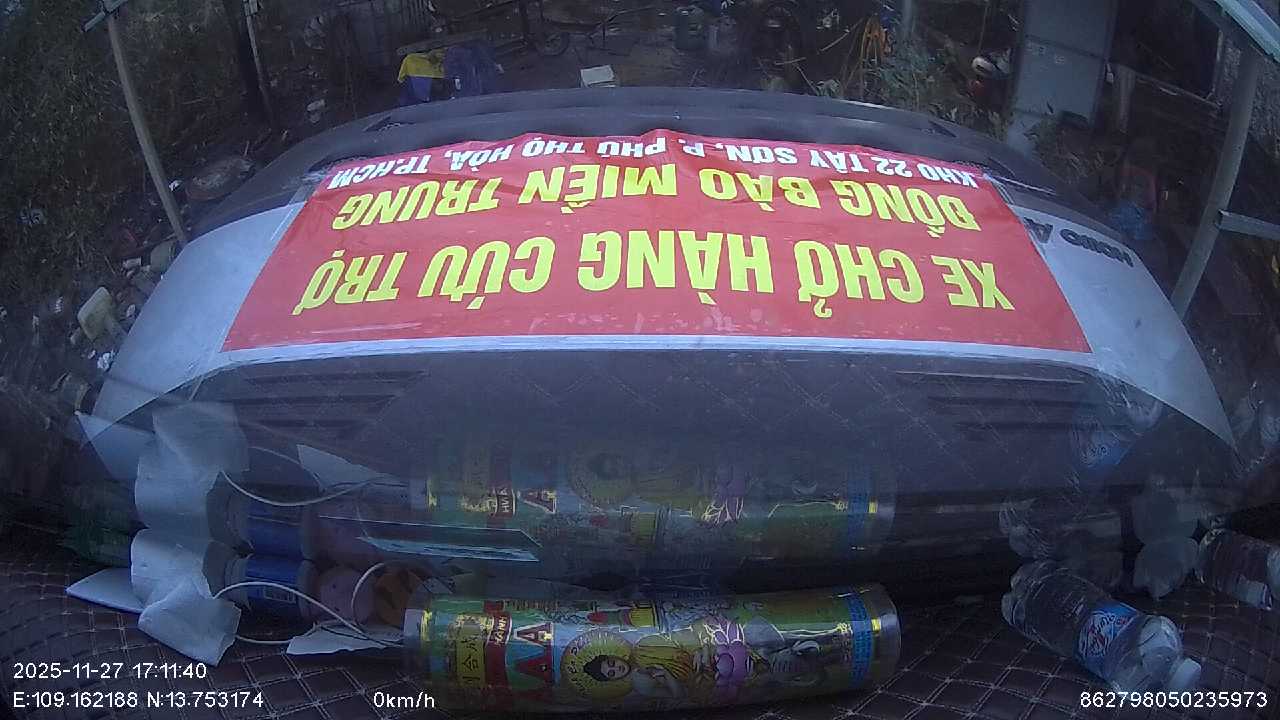 XE CHỞ HÀNG CỨU TRỢ
ĐỒNG BÀO MIỀN TRUNG
KHO 22 TÂY SƠN, P. PHÚ THỌ HÒA, TP.HCM
2025-11-27 17:11:40
E:109.162188 N:13.753174
0km/h
862798050235973